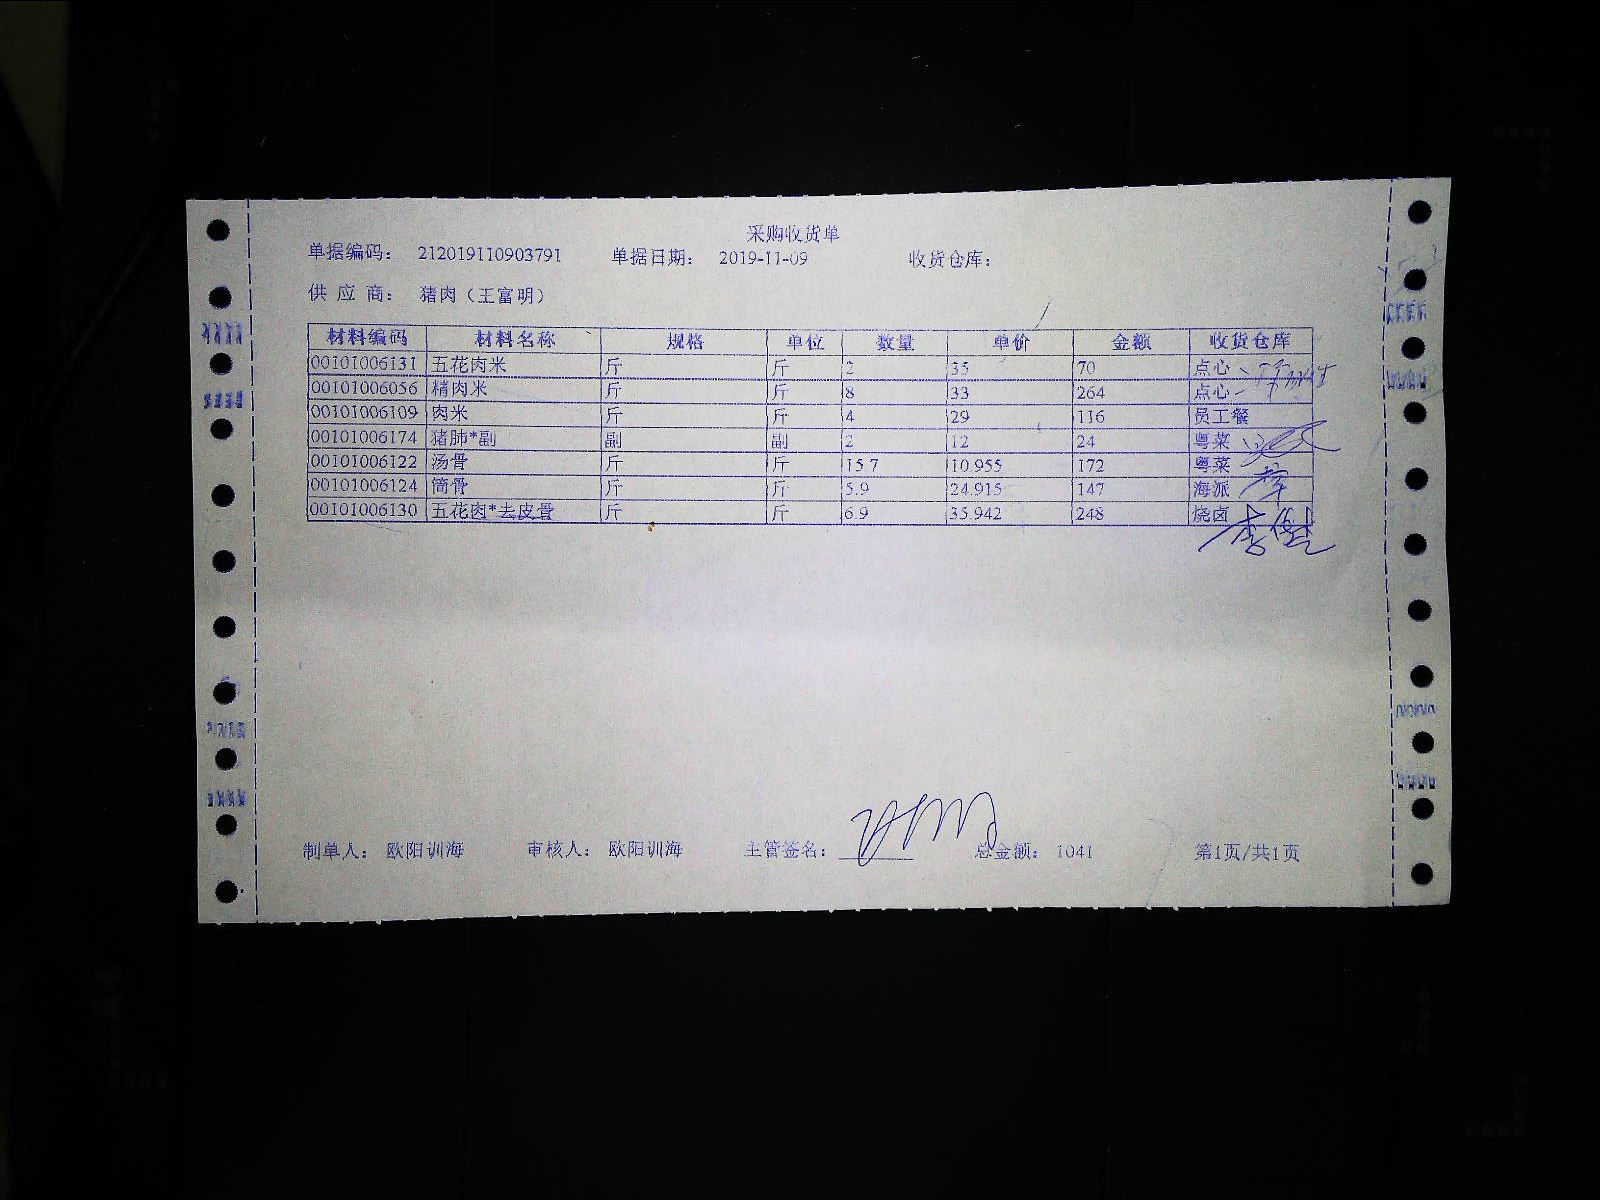 采购收货单
单据编码： 212019110903791 单据日期： 2019-11-09 收货仓库：
供 应 商： 猪肉（王富明）
材料编码 材料名称 规格 单位 数量 单价 金额 收货仓库
00101006131 五花肉米 斤 斤 2 35 70 点心
00101006056 精肉米 斤 斤 8 33 264 点心
00101006109 肉米 斤 斤 4 29 116 员工餐
00101006174 猪肺*副 副 副 2 12 24 粤菜
00101006122 汤骨 斤 斤 15.7 10.955 172 粤菜
00101006124 筒骨 斤 斤 5.9 24.915 147 海派
00101006130 五花肉*去皮骨 斤 斤 6.9 35.942 248 烧卤
制单人： 欧阳训海 审核人： 欧阳训海 主管签名： 总金额： 1041 第1页/共1页